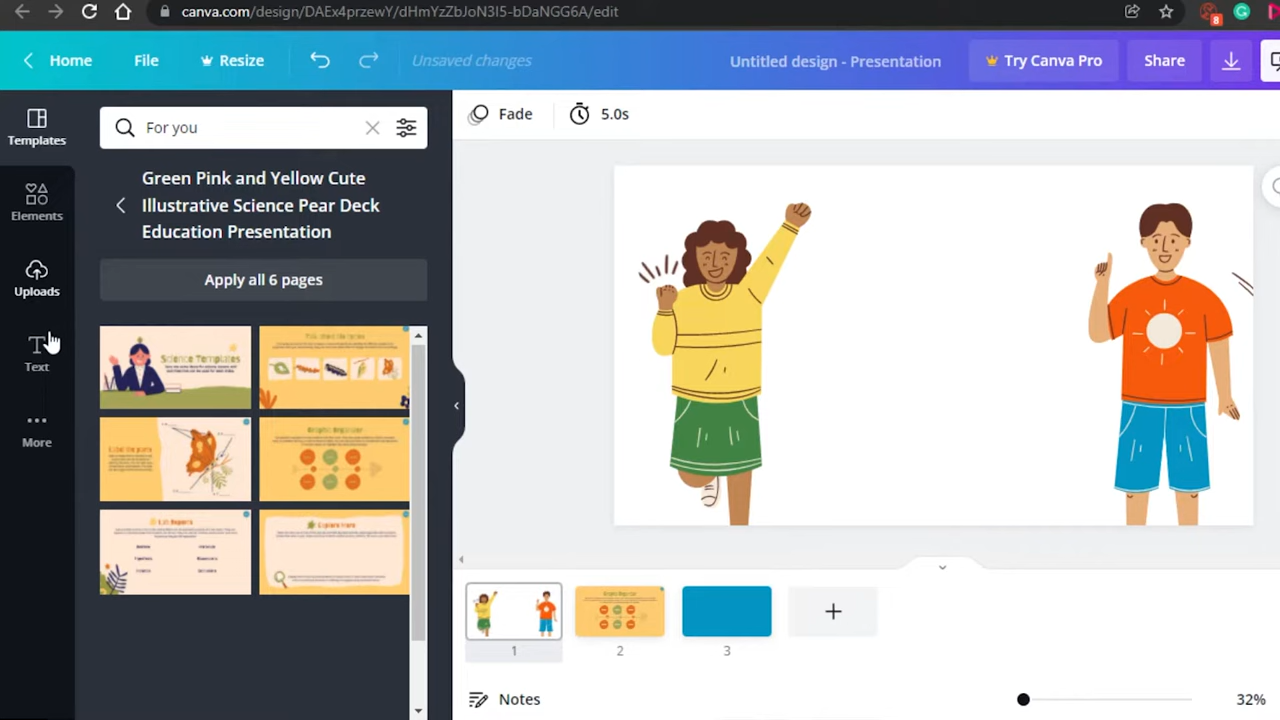 canva.com/design/DAEx4przewY/dHmYzZbJoN3I5-bDaNGG6A/edit
8
Home
File
Resize
Unsaved changes
Untitled design - Presentation
Try Canva Pro
Share
Templates
Elements
Uploads
Text
More
For you
Green Pink and Yellow Cute
Illustrative Science Pear Deck
Education Presentation
Apply all 6 pages
Science Templates
Fade
5.0s
1
2
3
Notes
32%